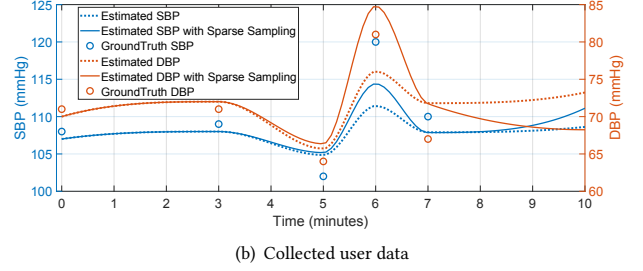 125
120
115
110
105
100
SBP (mmHg)
Estimated SBP
Estimated SBP with Sparse Sampling
GroundTruth SBP
Estimated DBP
Estimated DBP with Sparse Sampling
GroundTruth DBP
85
80
75
70
65
60
DBP (mmHg)
0 1 2 3 3 4 5 6 7 8 9 10
Time (minutes)
(b) Collected user data